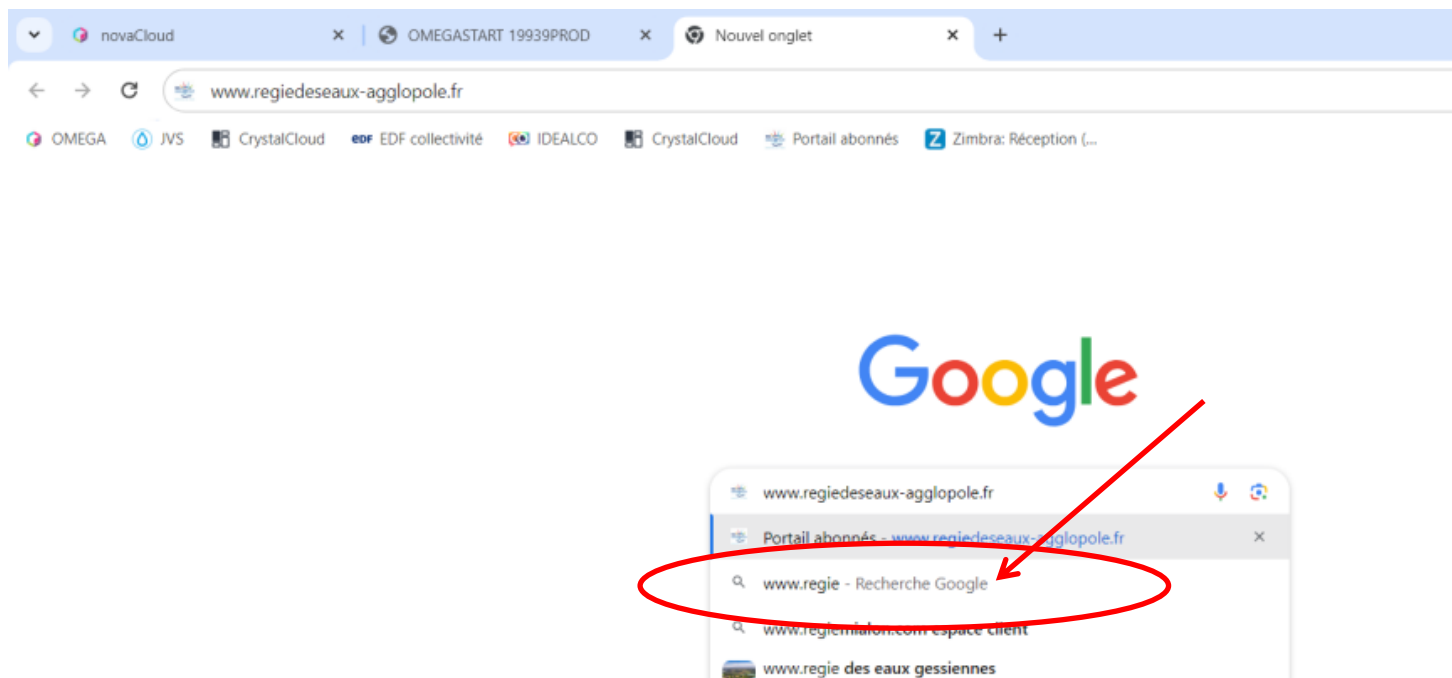 novaCloud OMEGASTART 19939PROD Nouvel onglet
www.regiedeseaux-agglopole.fr
OMEGA JVS CrystalCloud EDF EDF collectivité IDEALCO CrystalCloud Portail abonnés Z Zimbra: Réception (...
Google
www.regiedeseaux-agglopole.fr
Portail abonnés - www.regiedeseaux-agglopole.fr
www.regie - Recherche Google
www.regiemialon.com espace client
www.regie des eaux gessiennes